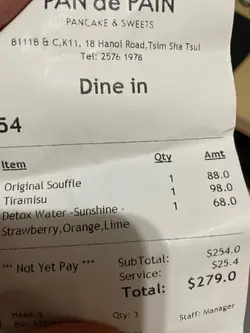 PAN de PAIN
PANCAKE & SWEETS
B111B & C,K11, 18 Hanoi Road,Tsim Sha Tsui
Tel: 2576 1978
Dine in
54
Item Qty Amt
Original Souffle 1 88.0
Tiramisu 1 98.0
Detox Water -Sunshine - 1 68.0
Strawberry,Orange,Lime
SubTotal: $254.0
*** Not Yet Pay *** Service: $25.4
Total: $279.0
Head: 3 Qty: 3 Staff: Manager